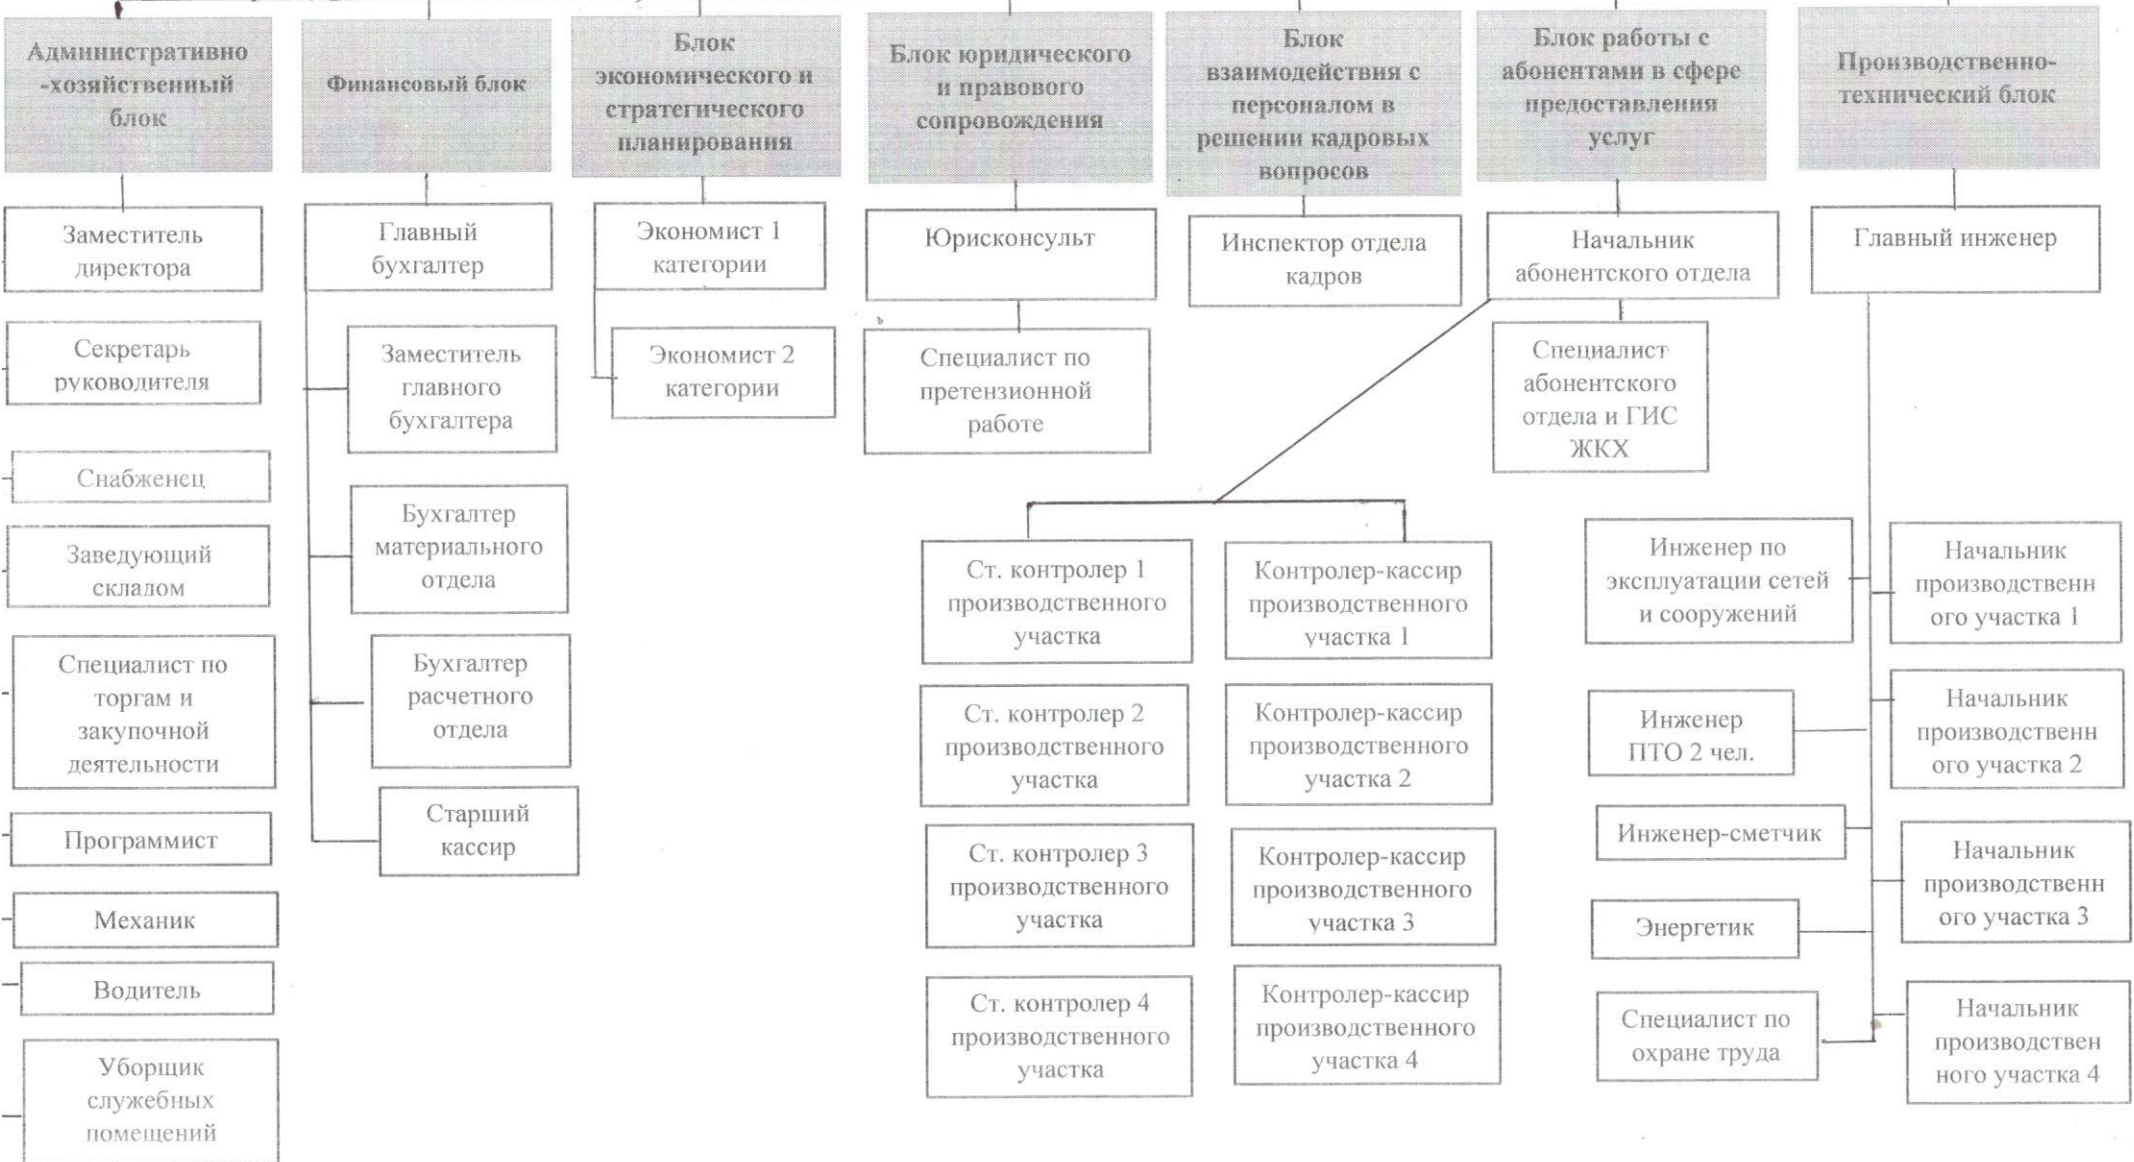 Административно
-хозяйственный
блок
Заместитель
директора
Секретарь
руководителя
Снабженец
Заведующий
складом
Специалист по
торгам и
закупочной
деятельности
Программист
Механик
Водитель
Уборщик
служебных
помещений
Финансовый блок
Главный
бухгалтер
Заместитель
главного
бухгалтера
Бухгалтер
материального
отдела
Бухгалтер
расчетного
отдела
Старший
кассир
Блок
экономического и
стратегического
планирования
Экономист 1
категории
Экономист 2
категории
Блок юридического
и правового
сопровождения
Юрисконсульт
Специалист по
претензионной
работе
Блок
взаимодействия с
персоналом в
решении кадровых
вопросов
Инспектор отдела
кадров
Блок работы с
абонентами в сфере
предоставления
услуг
Начальник
абонентского отдела
Специалист
абонентского
отдела и ГИС
ЖКХ
Ст. контролер 1
производственного
участка
Ст. контролер 2
производственного
участка
Ст. контролер 3
производственного
участка
Ст. контролер 4
производственного
участка
Контролер-кассир
производственного
участка 1
Контролер-кассир
производственного
участка 2
Контролер-кассир
производственного
участка 3
Контролер-кассир
производственного
участка 4
Производственно-
технический блок
Главный инженер
Инженер по
эксплуатации сетей
и сооружений
Инженер
ПТО 2 чел.
Инженер-сметчик
Энергетик
Специалист по
охране труда
Начальник
производственн
ого участка 1
Начальник
производственн
ого участка 2
Начальник
производственн
ого участка 3
Начальник
производствен
ного участка 4